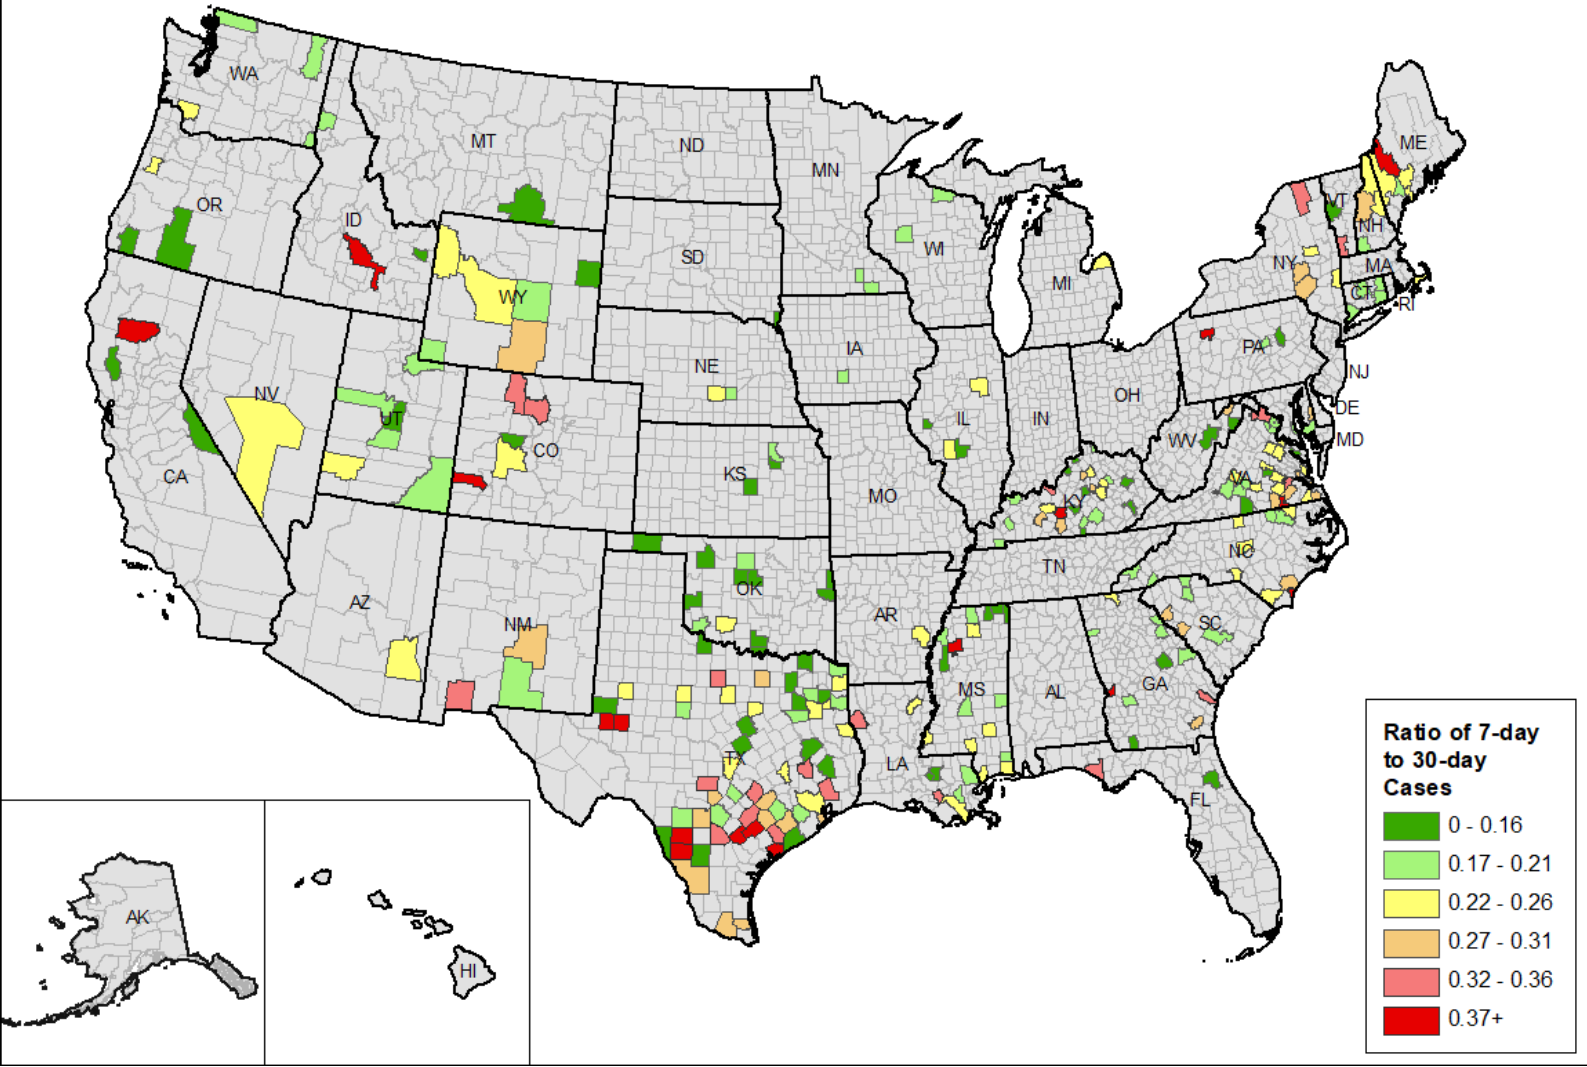 WA
MT
ND
MN
ME
OR
ID
SD
WI
MI
VT
NH
NY
MA
CT
RI
WY
IA
NE
PA
NJ
NV
UT
CO
IL
IN
OH
DE
MD
WV
CA
KS
MO
KY
VA
AZ
NM
OK
AR
TN
NC
SC
TX
LA
MS
AL
GA
FL
AK
HI
Ratio of 7-day
to 30-day
Cases
0 - 0.16
0.17 - 0.21
0.22 - 0.26
0.27 - 0.31
0.32 - 0.36
0.37+